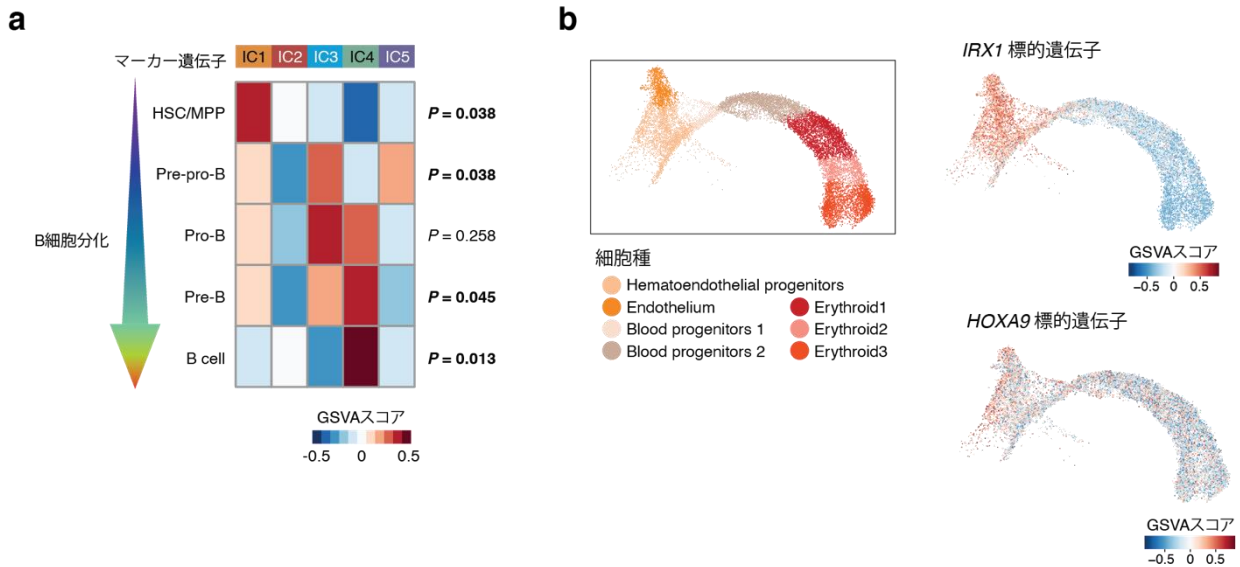 a
マーカー遺伝子
IC1 IC2 IC3 IC4 IC5
HSC/MPP
P = 0.038
Pre-pro-B
P = 0.038
B細胞分化
Pro-B
P = 0.258
Pre-B
P = 0.045
B cell
P = 0.013
GSVAスコア
-0.5 0 0.5
b
細胞種
Hematoendothelial progenitors
Endothelium
Blood progenitors 1
Blood progenitors 2
Erythroid1
Erythroid2
Erythroid3
IRX1 標的遺伝子
GSVAスコア
−0.5 0 0.5
HOXA9 標的遺伝子
GSVAスコア
−0.5 0 0.5